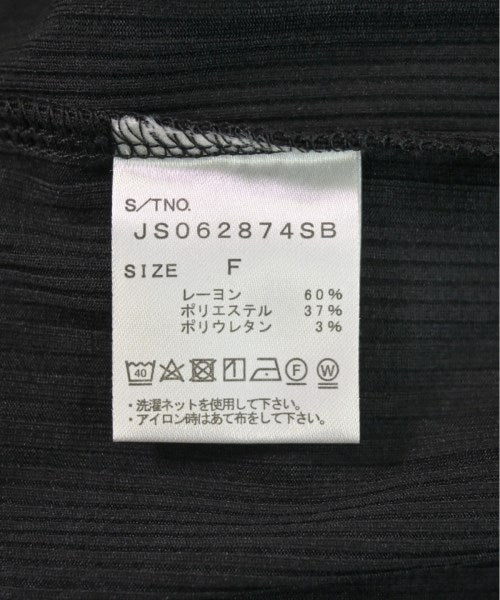 S/TNO.
JS062874SB
SIZE F
レーヨン 60%
ポリエステル 37%
ポリウレタン 3%
40 F W
・洗濯ネットを使用して下さい。
・アイロン時はあて布をして下さい。